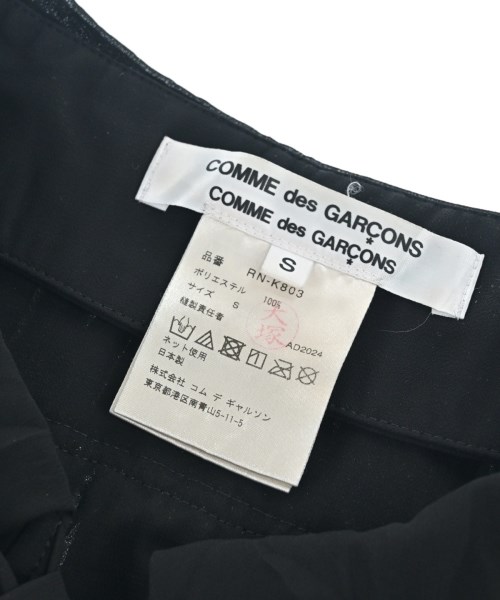 COMME des GARÇONS
COMME des GARÇONS
S
品番 RN-K803
ポリエステル 100%
サイズ S
縫製責任者 大塚
AD2024
ネット使用
日本製
株式会社 コム デ ギャルソン
東京都港区南青山5-11-5